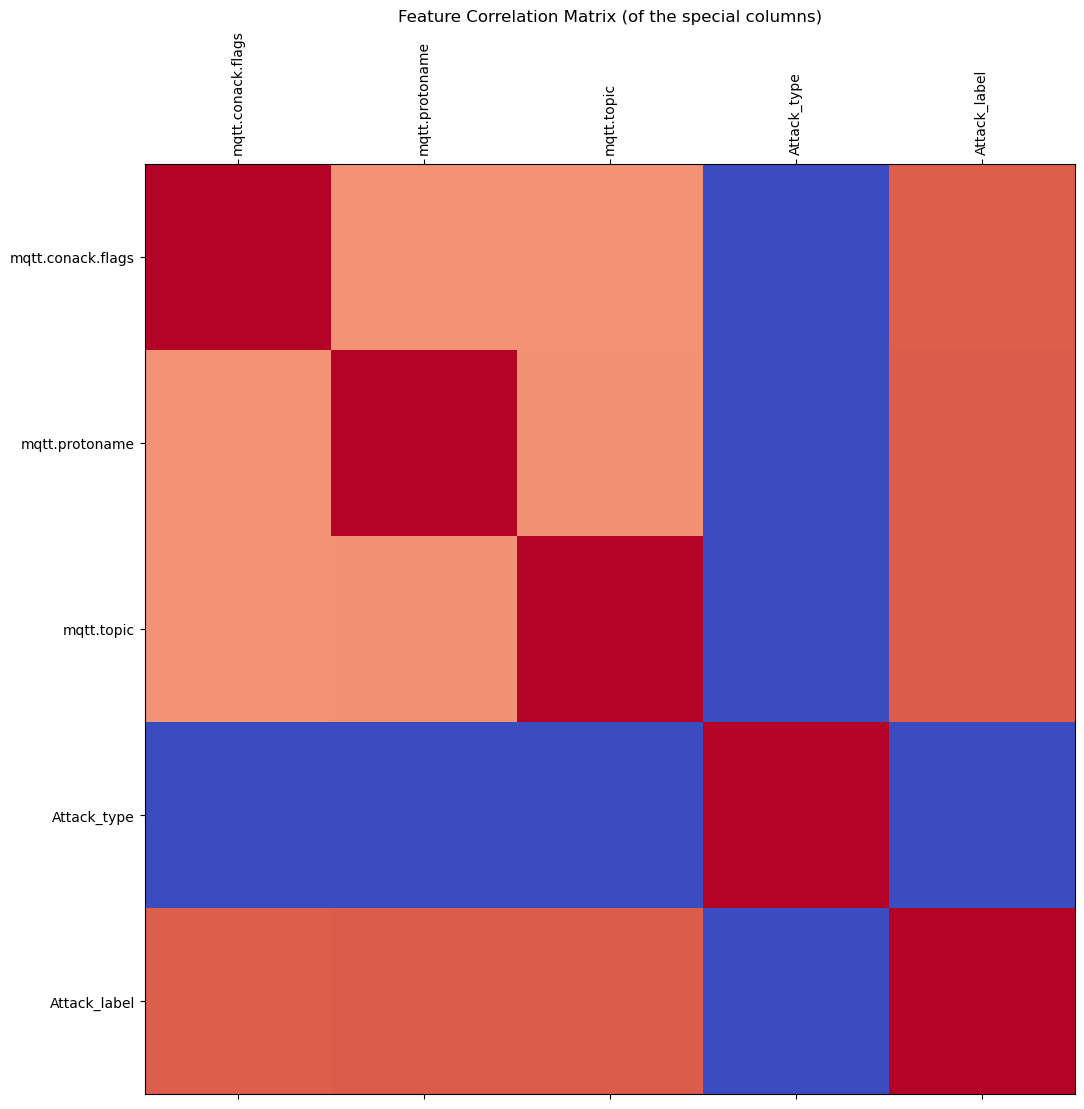 Feature Correlation Matrix (of the special columns)
mqtt.conack.flags
mqtt.protoname
mqtt.topic
Attack_type
Attack_label
mqtt.conack.flags
mqtt.protoname
mqtt.topic
Attack_type
Attack_label